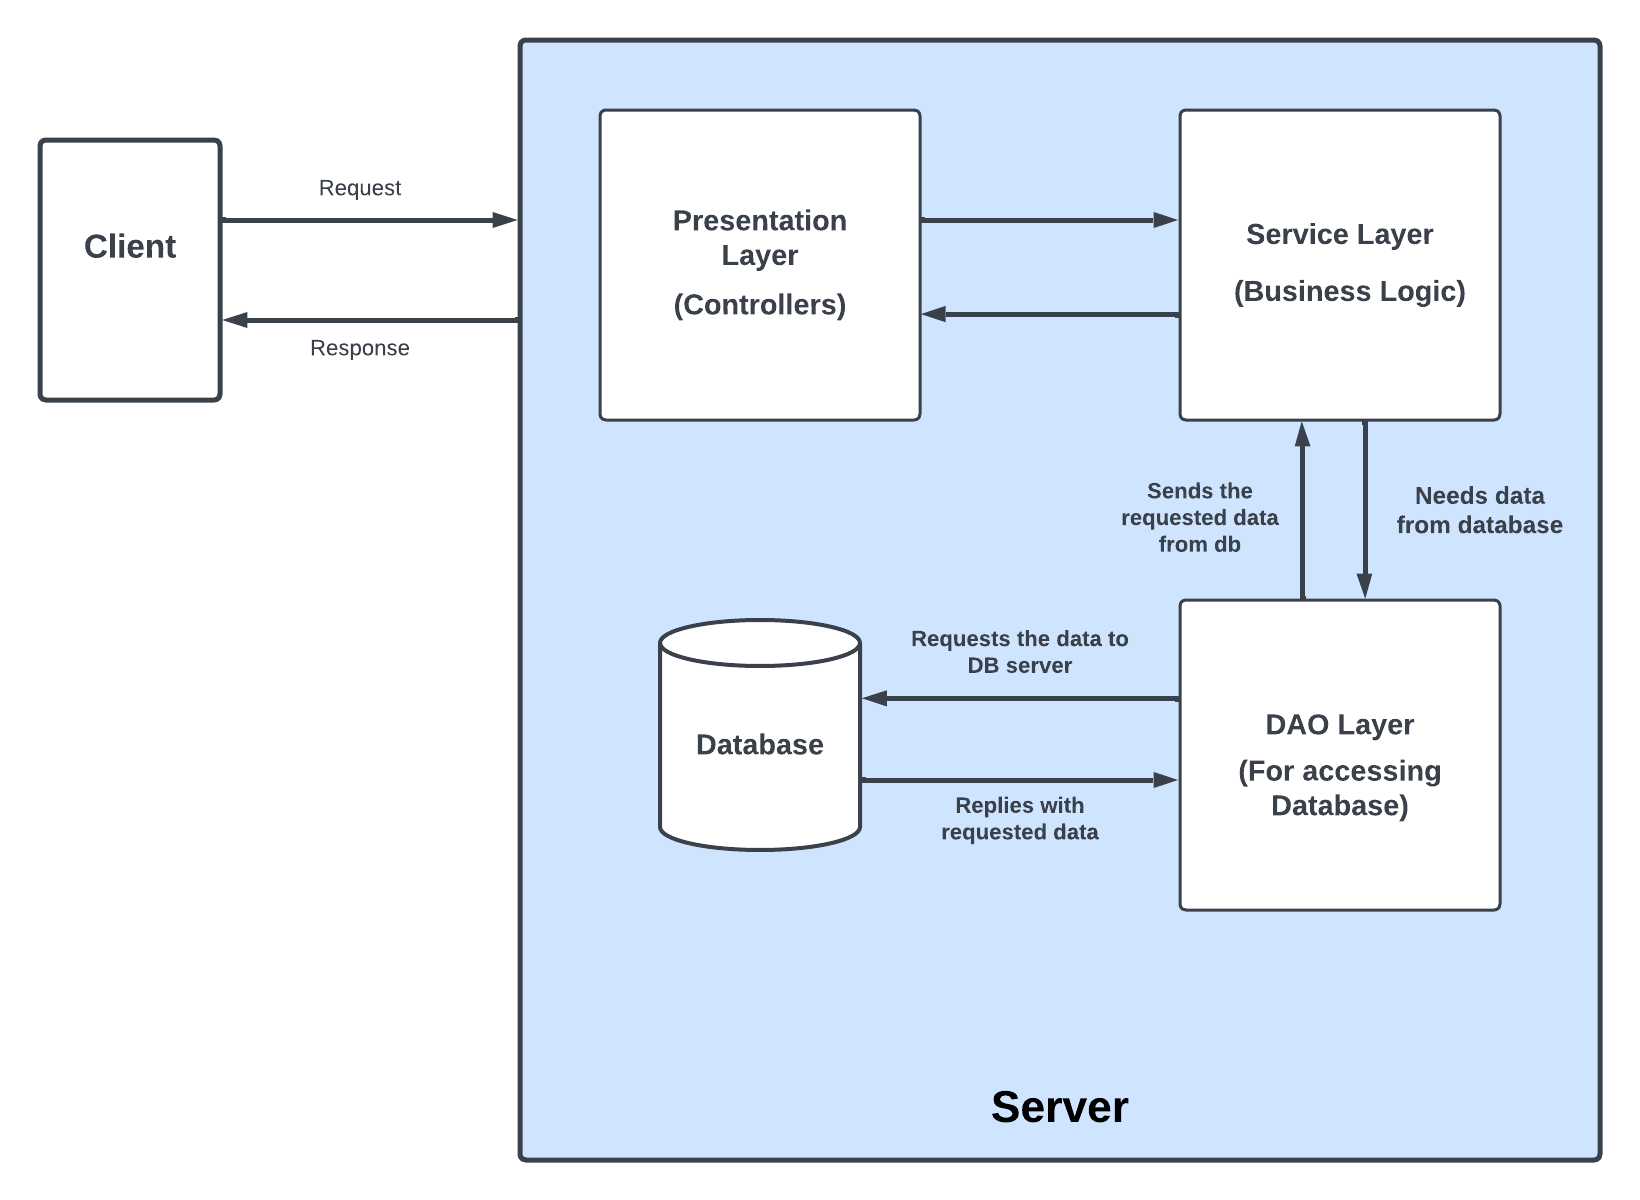 Client
Request
Response
Presentation
Layer
(Controllers)
Service Layer
(Business Logic)
Sends the
requested data
from db
Needs data
from database
Requests the data to
DB server
Database
Replies with
requested data
DAO Layer
(For accessing
Database)
Server